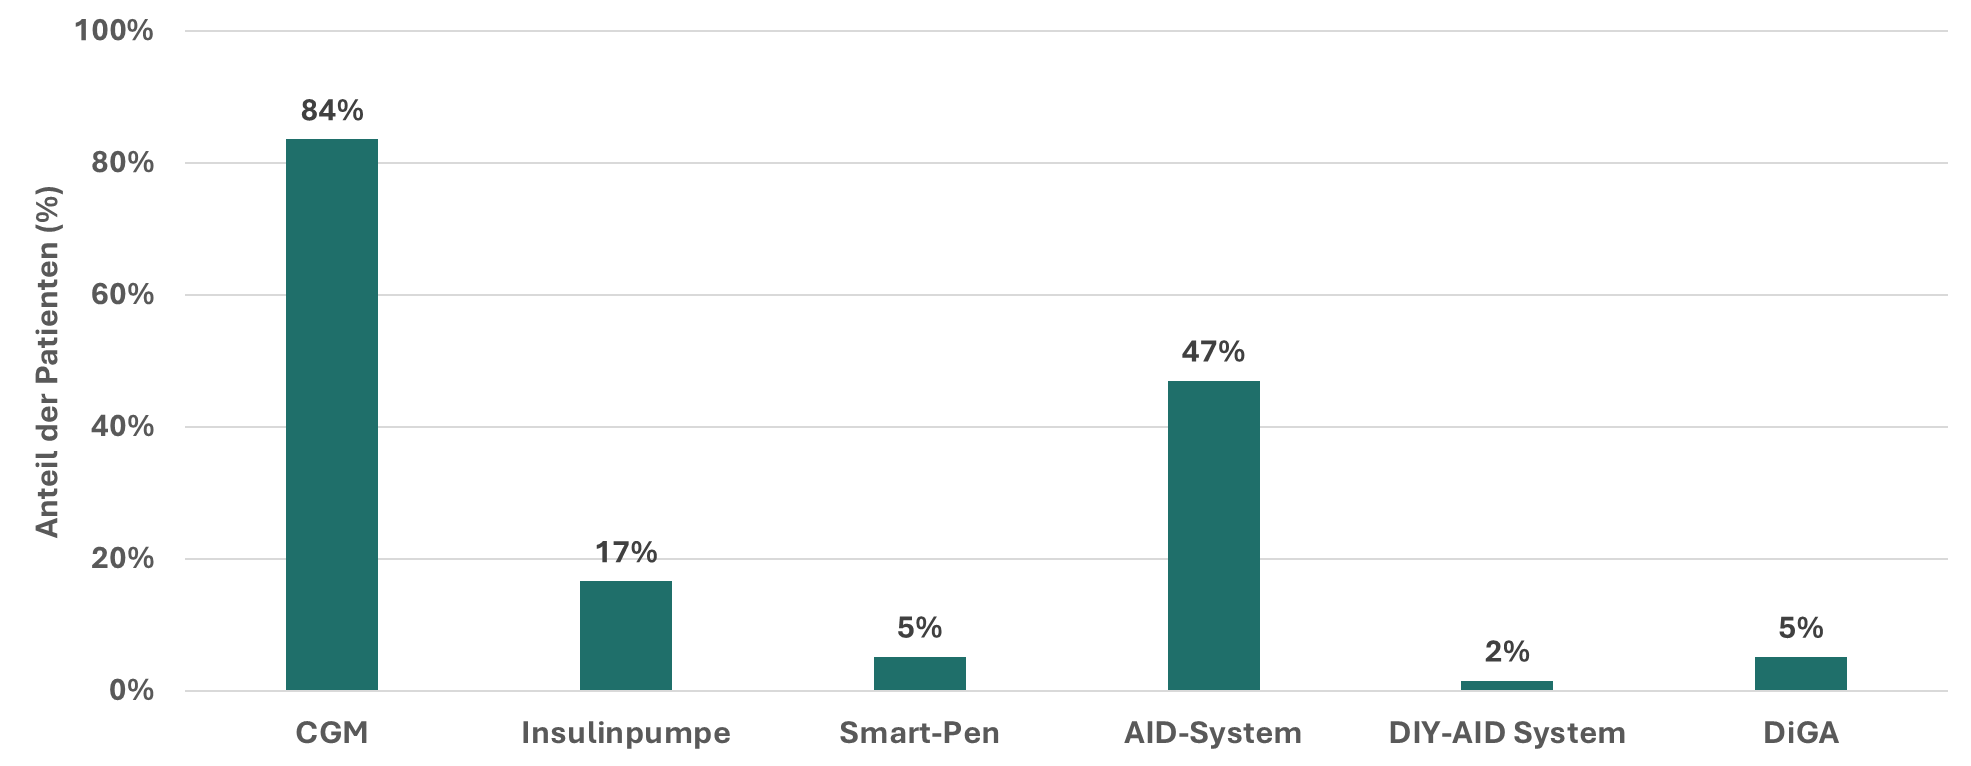 Anteil der Patienten (%)
100%
80%
60%
40%
20%
0%
84%
17%
5%
47%
2%
5%
CGM
Insulinpumpe
Smart-Pen
AID-System
DIY-AID System
DiGA